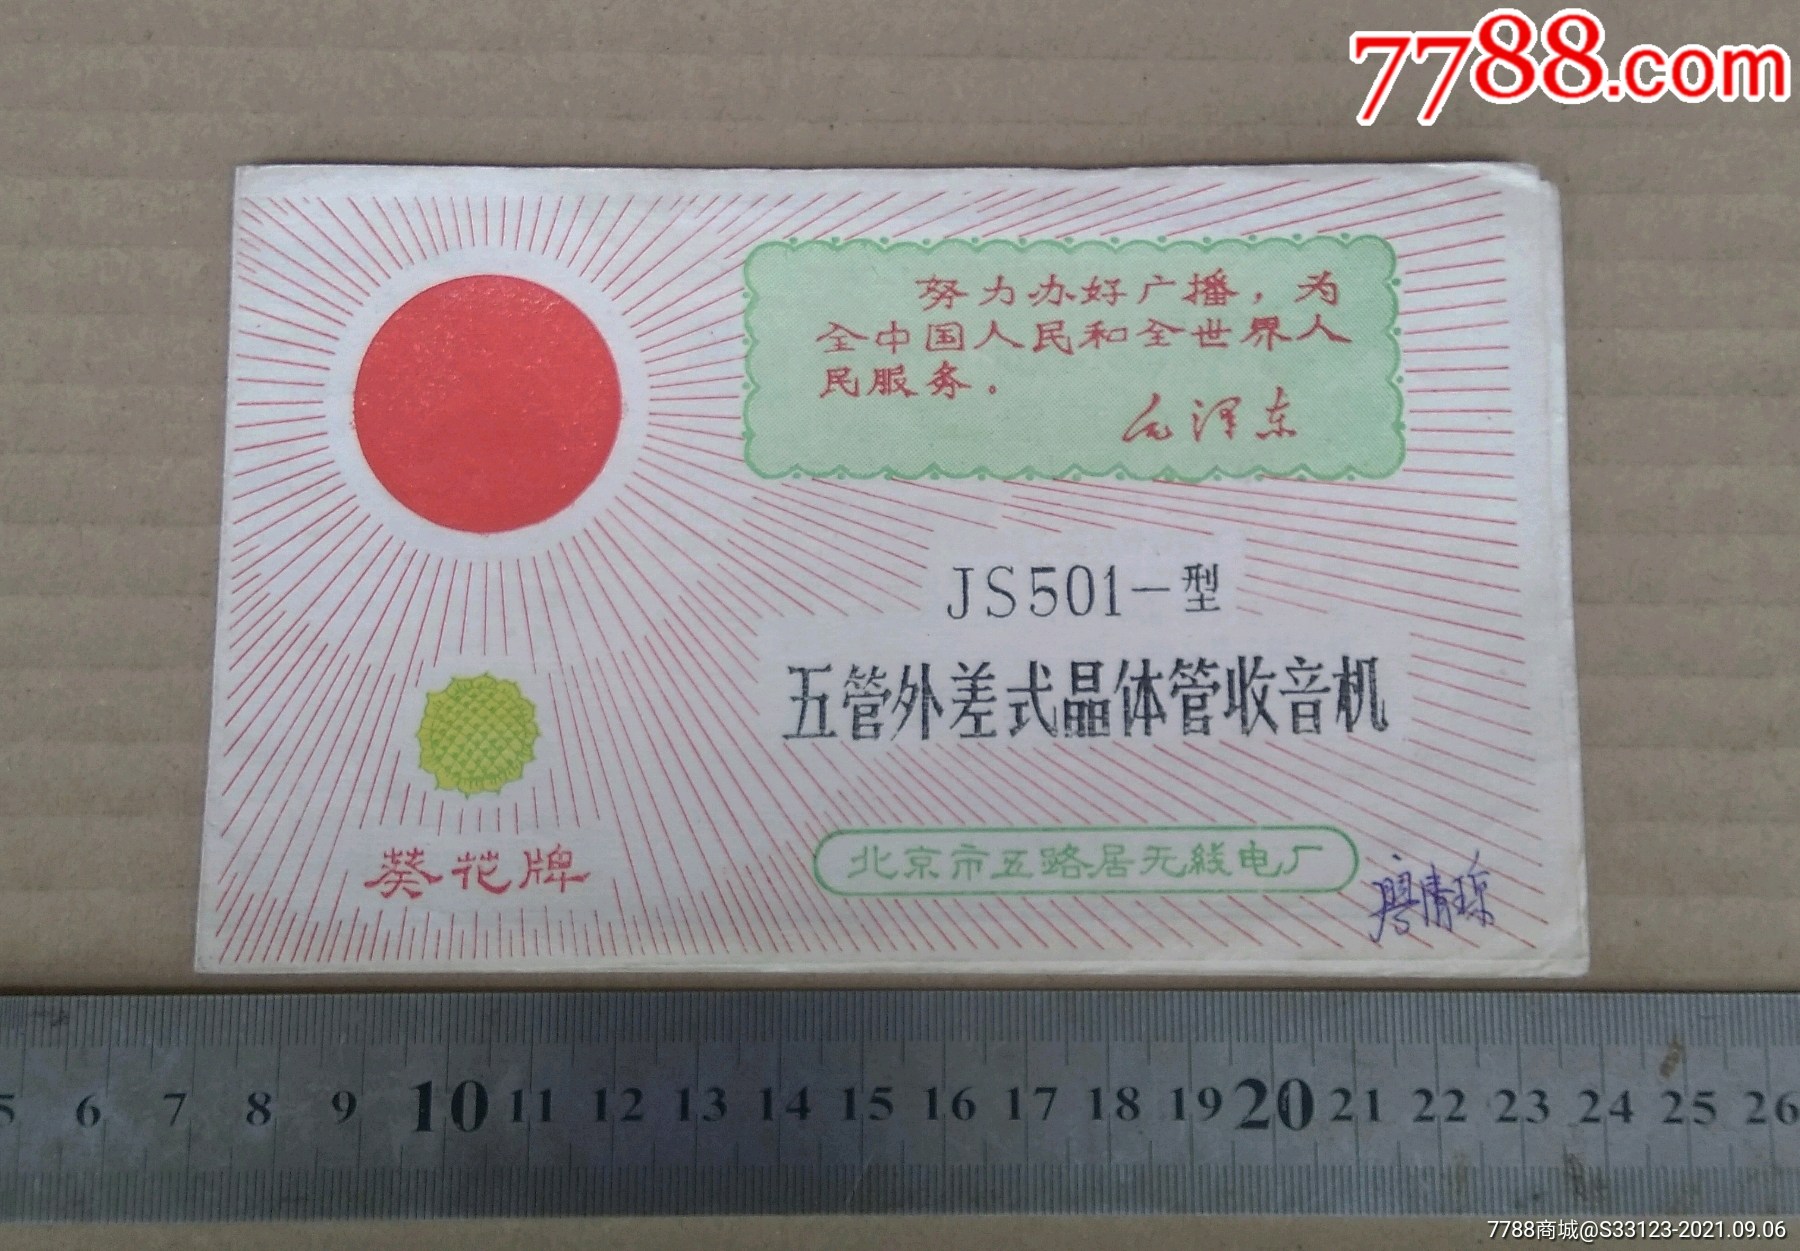 7788.com
努力办好广播，为
全中国人民和全世界人
民服务。
毛泽东
JS501-型
五管外差式晶体管收音机
葵花牌
北京市五路居无线电厂
5 6 7 8 9 10 11 12 13 14 15 16 17 18 19 20 21 22 23 24 25 26
7788商城@S33123-2021.09.06